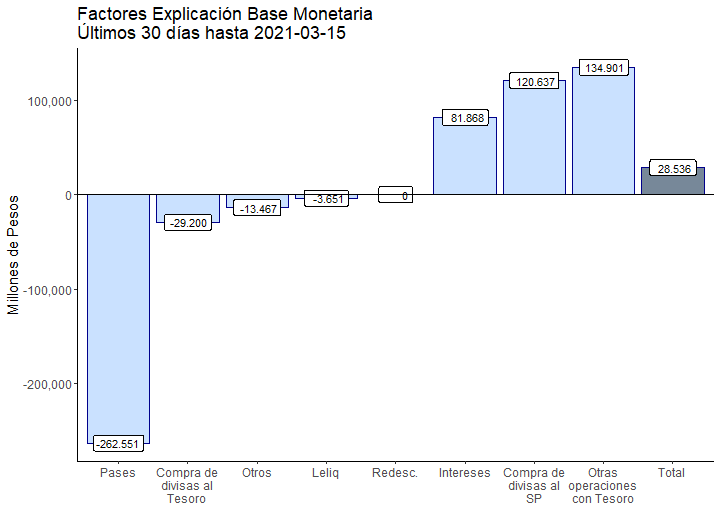 Factores Explicación Base Monetaria
Últimos 30 días hasta 2021-03-15
Millones de Pesos
100,000
0
-100,000
-200,000
-262.551
-29.200
-13.467
-3.651
0
81.868
120.637
134.901
28.536
Pases
Compra de
divisas al
Tesoro
Otros
Leliq
Redesc.
Intereses
Compra de
divisas al
SP
Otras
operaciones
con Tesoro
Total